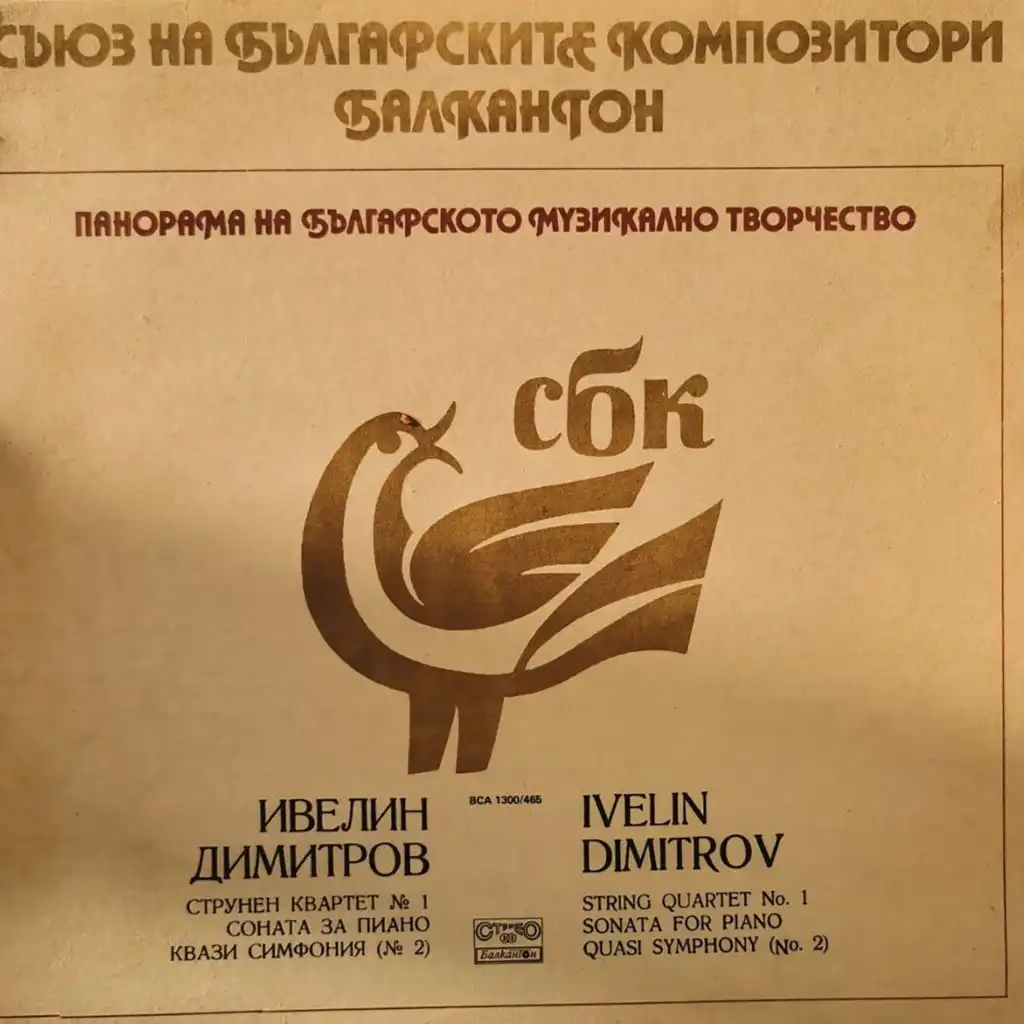 СЪЮЗ НА БЪЛГАРСКИТЕ КОМПОЗИТОРИ
БАЛКАНТОН
ПАНОРАМА НА БЪЛГАРСКОТО МУЗИКАЛНО ТВОРЧЕСТВО
сбк
ИВЕЛИН
ДИМИТРОВ
СТРУНЕН КВАРТЕТ № 1
СОНАТА ЗА ПИАНО
КВАЗИ СИМФОНИЯ (№ 2)
ВСА 1300/465
СТЕРЕО
33
Балкантон
IVELIN
DIMITROV
STRING QUARTET No. 1
SONATA FOR PIANO
QUASI SYMPHONY (No. 2)